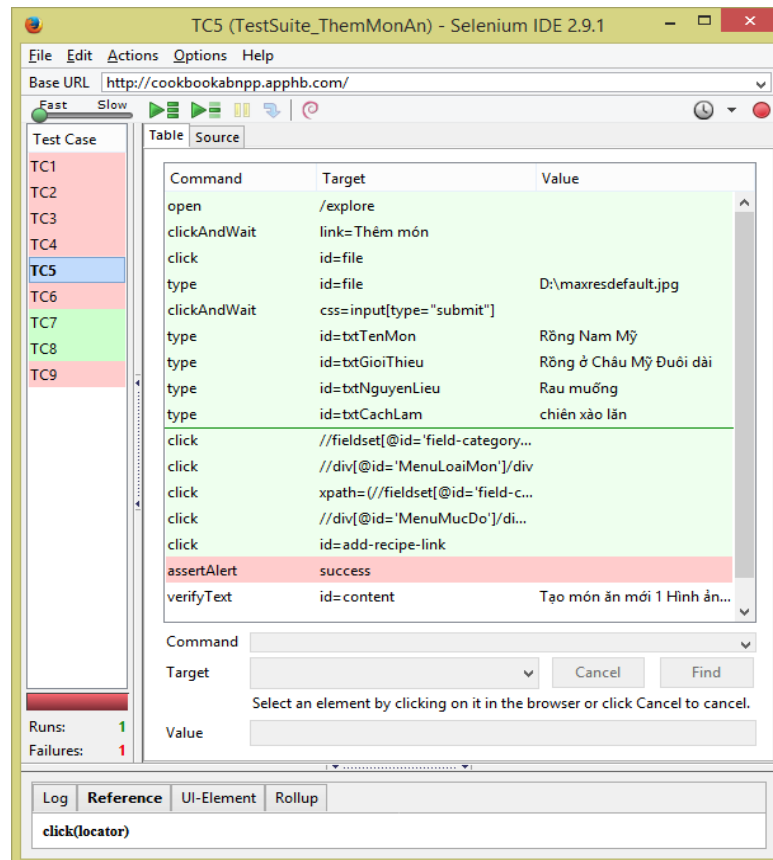 TC5 (TestSuite_ThemMonAn) - Selenium IDE 2.9.1
File Edit Actions Options Help
Base URL http://cookbookabnpp.apphb.com/
Fast Slow
Test Case
TC1
TC2
TC3
TC4
TC5
TC6
TC7
TC8
TC9
Table Source
Command Target Value
open /explore
clickAndWait link=Thêm món
click id=file
type id=file D:\maxresdefault.jpg
clickAndWait css=input[type="submit"]
type id=txtTenMon Rồng Nam Mỹ
type id=txtGioiThieu Rồng ở Châu Mỹ Đuôi dài
type id=txtNguyenLieu Rau muống
type id=txtCachLam chiên xào lăn
click //fieldset[@id='field-category...
click //div[@id='MenuLoaiMon']/div
click xpath=(//fieldset[@id='field-c...
click //div[@id='MenuMucDo']/di...
click id=add-recipe-link
assertAlert success
verifyText id=content Tạo món ăn mới 1 Hình ản...
Command
Target Cancel Find
Select an element by clicking on it in the browser or click Cancel to cancel.
Value
Runs: 1
Failures: 1
Log Reference UI-Element Rollup
click(locator)